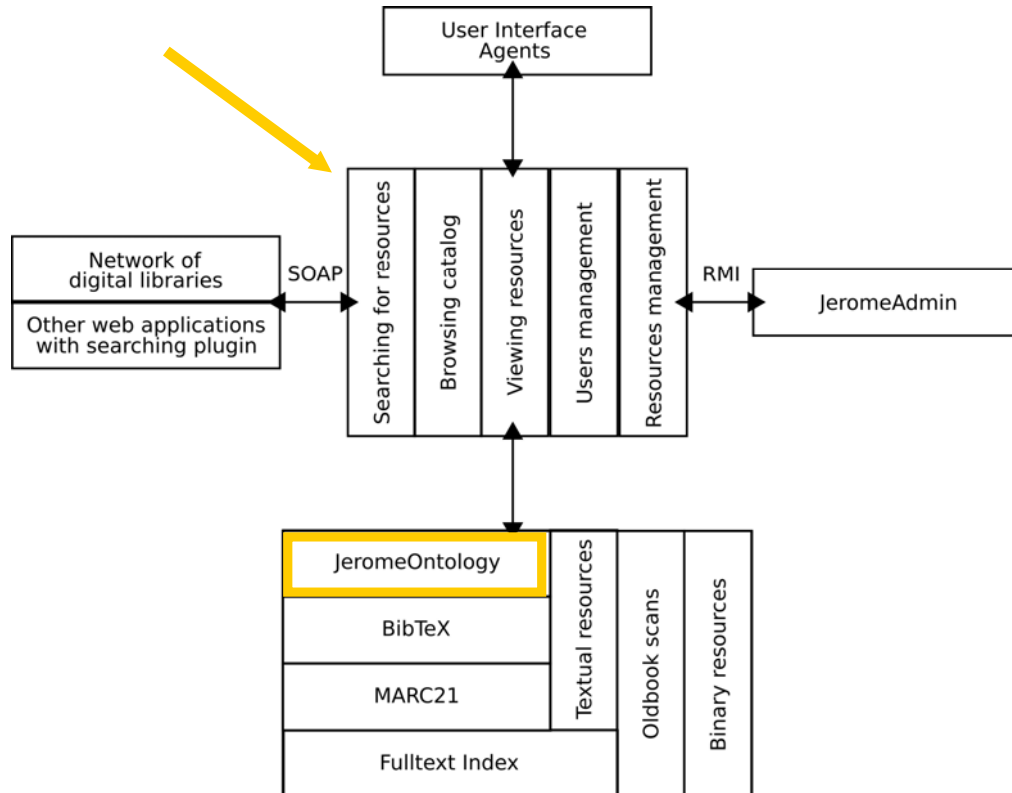 User Interface
Agents
Searching for resources
Browsing catalog
Viewing resources
Users management
Resources management
Network of
digital libraries
SOAP
RMI
JeromeAdmin
Other web applications
with searching plugin
JeromeOntology
BibTeX
MARC21
Fulltext Index
Textual resources
Oldbook scans
Binary resources